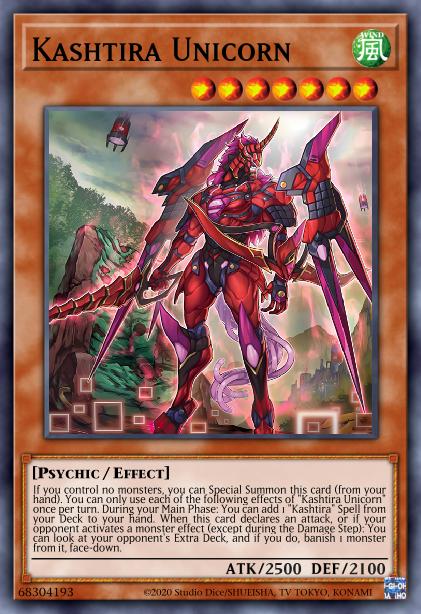 Kashtira Unicorn
WIND
風
[Psychic / Effect]
If you control no monsters, you can Special Summon this card (from your
hand). You can only use each of the following effects of "Kashtira Unicorn"
once per turn. During your Main Phase: You can add 1 "Kashtira" Spell from
your Deck to your hand. When this card declares an attack, or if your
opponent activates a monster effect (except during the Damage Step): You
can look at your opponent's Extra Deck, and if you do, banish 1 monster
from it, face-down.
ATK/2500 DEF/2100
68304193 ©2020 Studio Dice/SHUEISHA, TV TOKYO, KONAMI